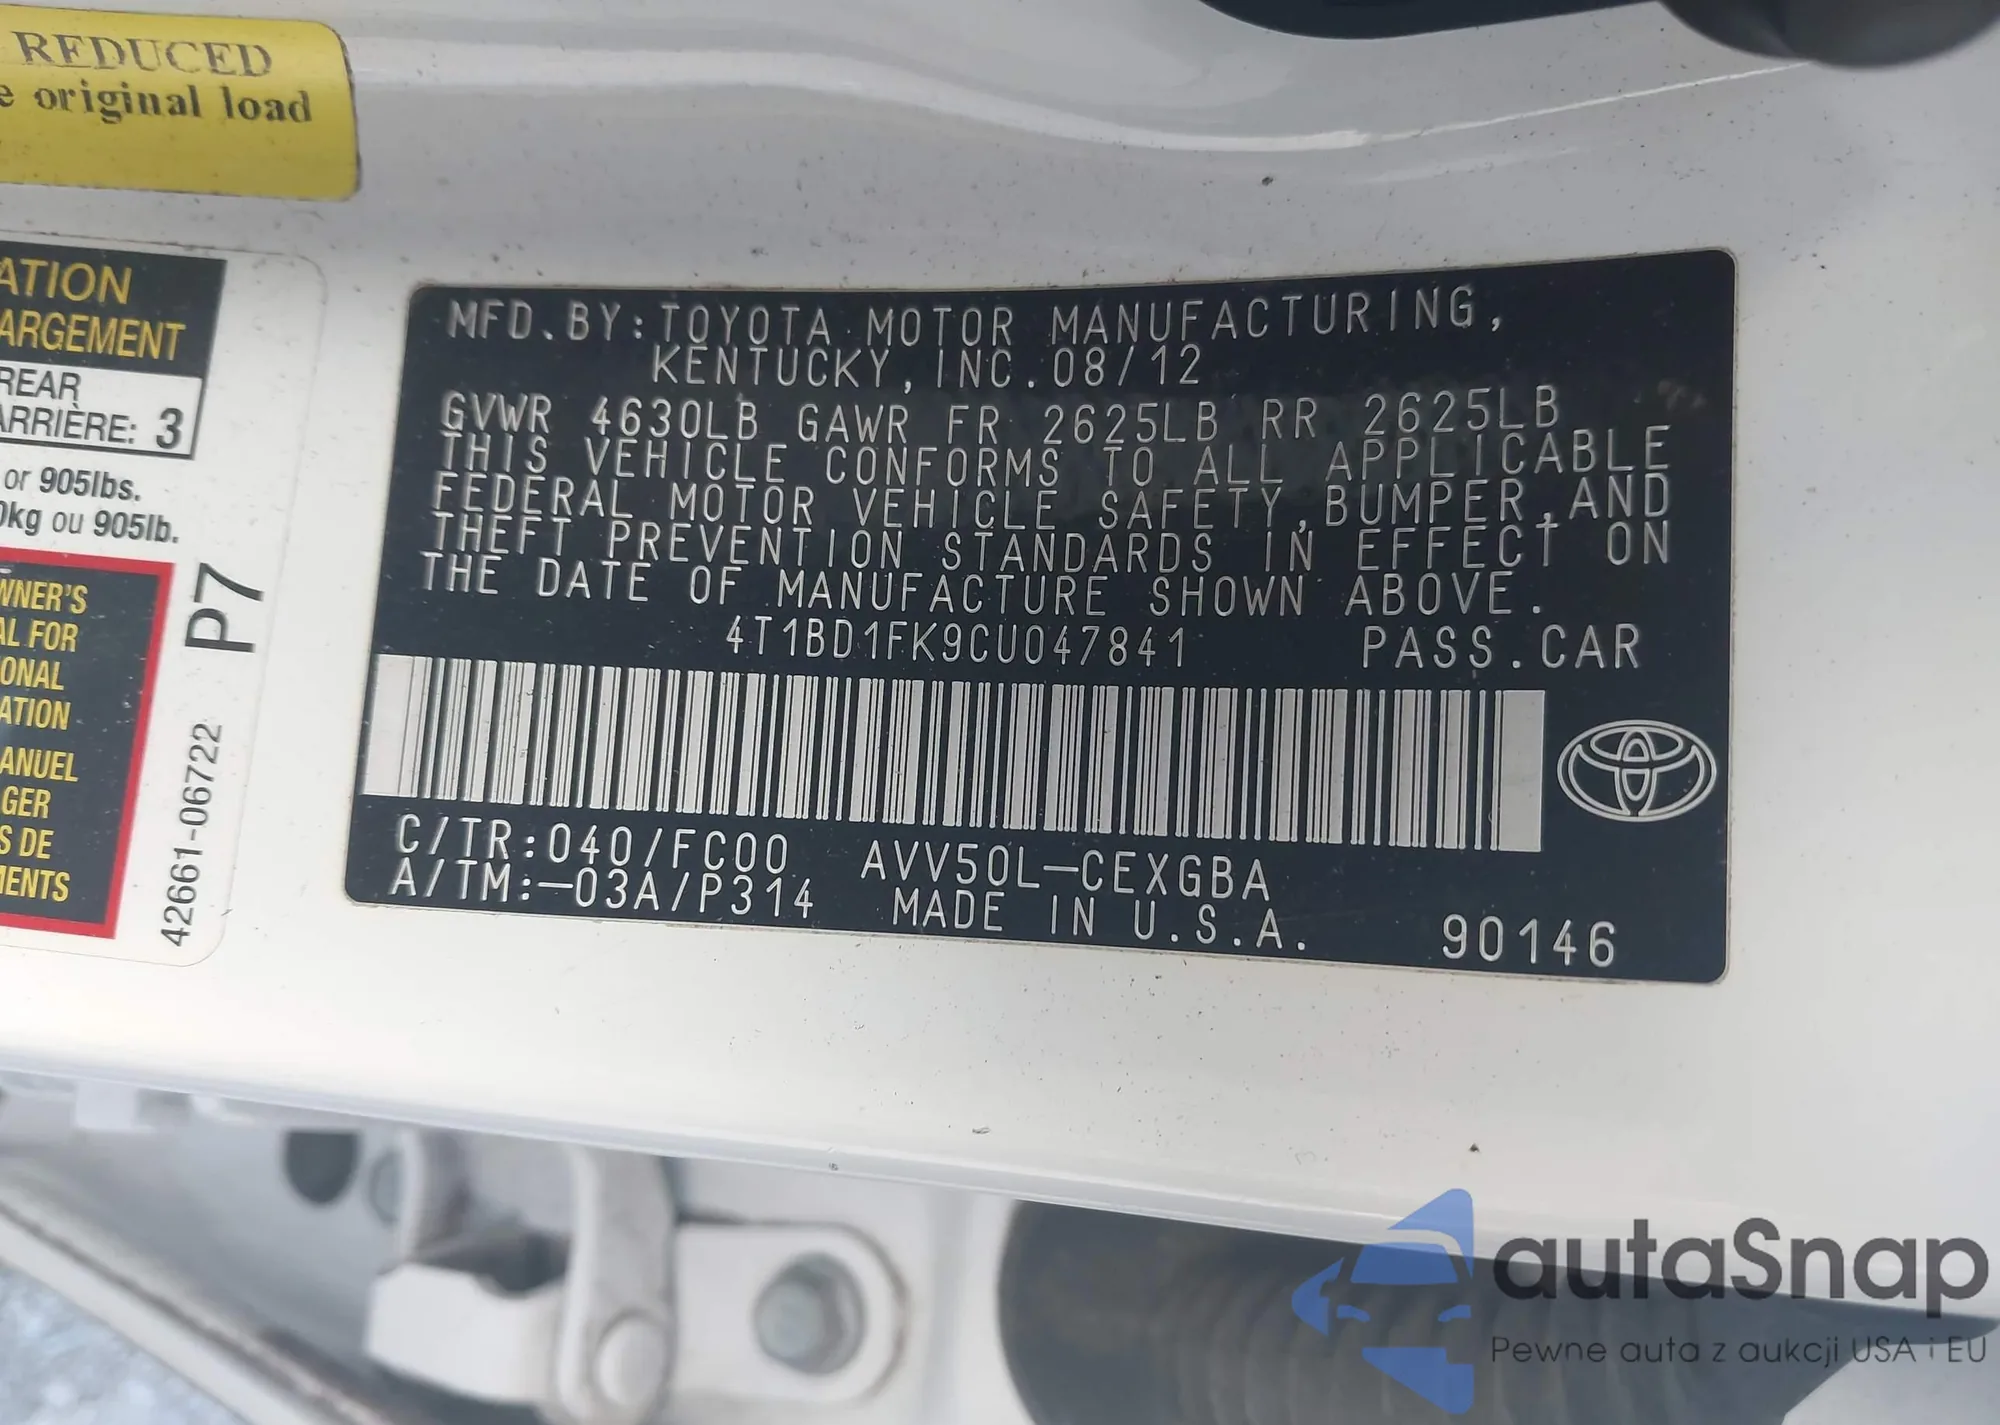 REDUCED
e original load
ATION
ARGEMENT
REAR
ARRIÈRE: 3
or 905lbs.
0kg ou 905lb.
WNER'S
AL FOR
IONAL
ATION
ANUEL
GER
S DE
MENTS
P7
42661-06722
MFD.BY:TOYOTA MOTOR MANUFACTURING,
KENTUCKY,INC.08/12
GVWR 4630LB GAWR FR 2625LB RR 2625LB
THIS VEHICLE CONFORMS TO ALL APPLICABLE
FEDERAL MOTOR VEHICLE SAFETY,BUMPER,AND
THEFT PREVENTION STANDARDS IN EFFECT ON
THE DATE OF MANUFACTURE SHOWN ABOVE.
4T1BD1FK9CU047841 PASS.CAR
C/TR:040/FC00 AVV50L-CEXGBA
A/TM:-03A/P314 MADE IN U.S.A. 90146
autaSnap
Pewne auta z aukcji USA i EU